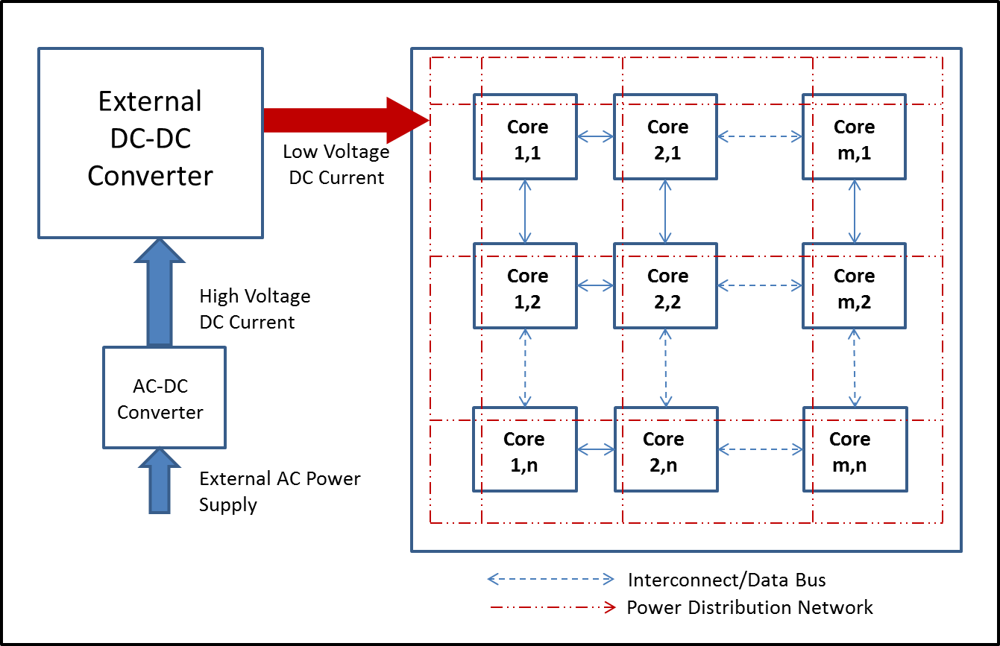 External
DC-DC
Converter
Low Voltage
DC Current
High Voltage
DC Current
AC-DC
Converter
External AC Power
Supply
Core
1,1
Core
2,1
Core
m,1
Core
1,2
Core
2,2
Core
m,2
Core
1,n
Core
2,n
Core
m,n
Interconnect/Data Bus
Power Distribution Network